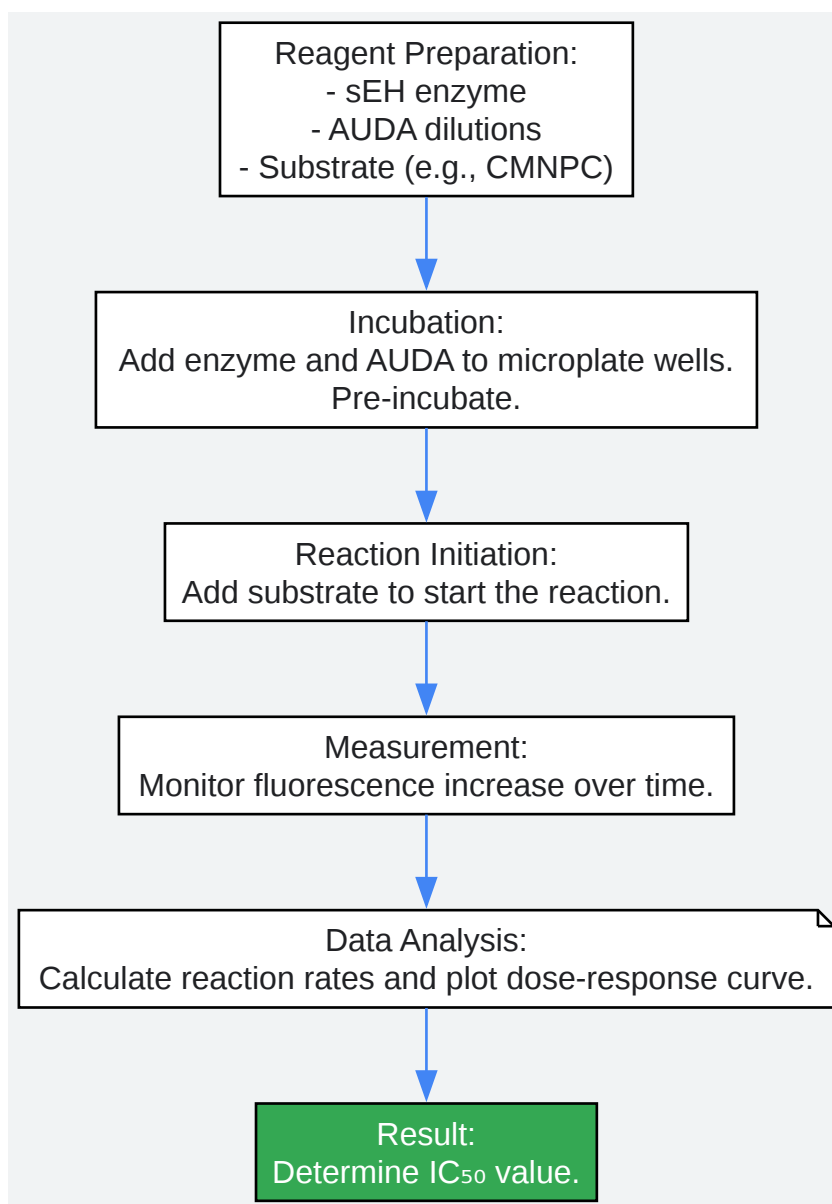 Reagent Preparation:
- sEH enzyme
- AUDA dilutions
- Substrate (e.g., CMNPC)
Incubation:
Add enzyme and AUDA to microplate wells.
Pre-incubate.
Reaction Initiation:
Add substrate to start the reaction.
Measurement:
Monitor fluorescence increase over time.
Data Analysis:
Calculate reaction rates and plot dose-response curve.
Result:
Determine IC₅₀ value.